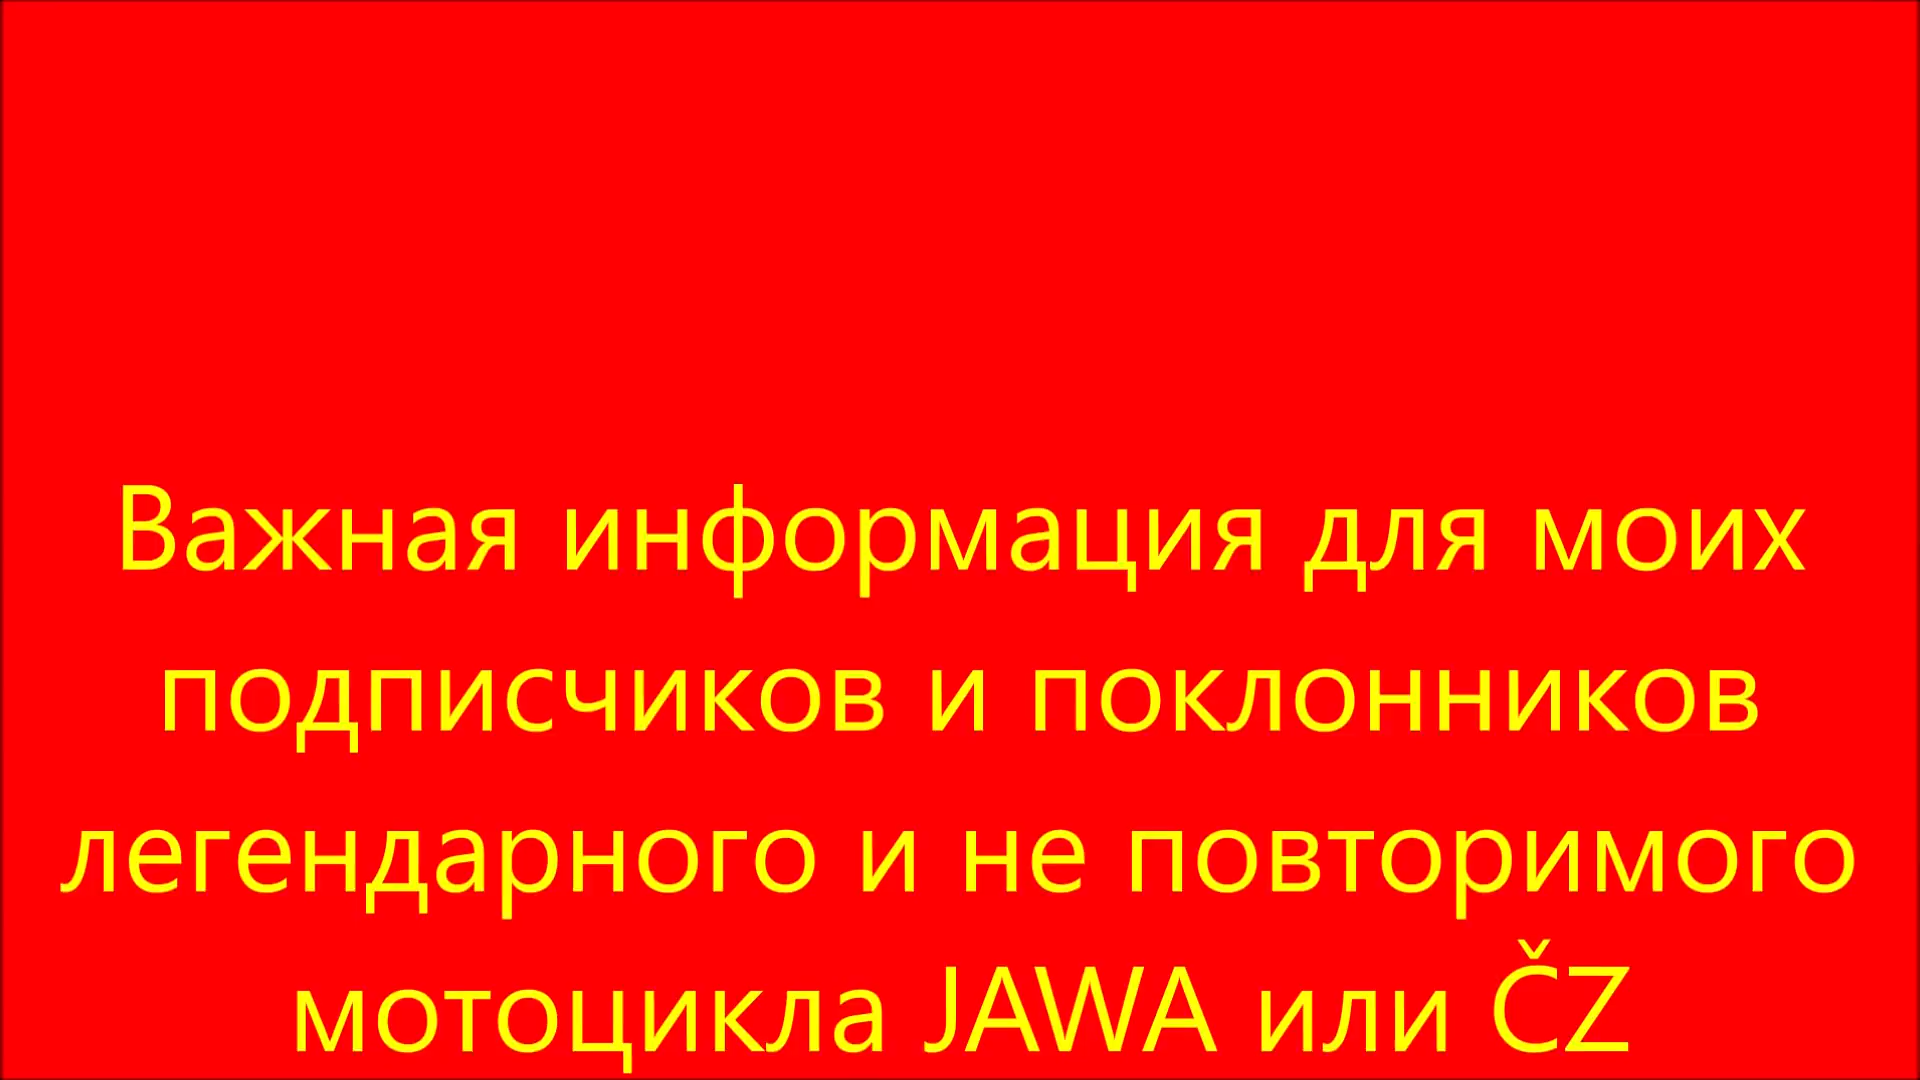 Важная информация для моих
подписчиков и поклонников
легендарного и не повторимого
мотоцикла JAWA или ČZ